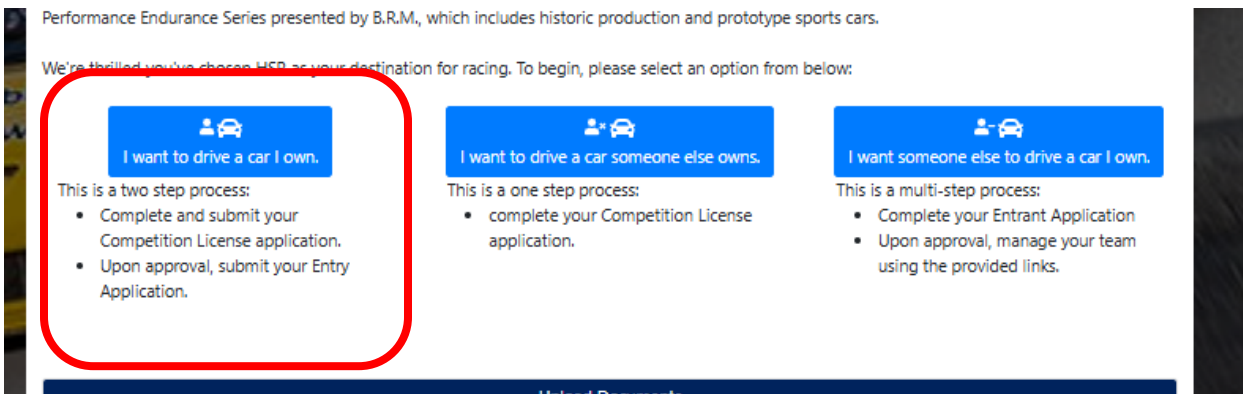 Performance Endurance Series presented by B.R.M., which includes historic production and prototype sports cars.
We're thrilled you've chosen HSR as your destination for racing. To begin, please select an option from below:
I want to drive a car I own.
This is a two step process:
• Complete and submit your
Competition License application.
• Upon approval, submit your Entry
Application.
I want to drive a car someone else owns.
This is a one step process:
• complete your Competition License
application.
I want someone else to drive a car I own.
This is a multi-step process:
• Complete your Entrant Application
• Upon approval, manage your team
using the provided links.
Upload Documents